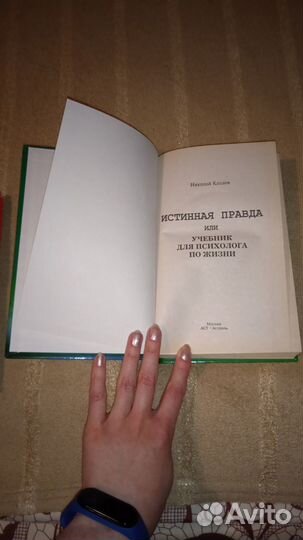 Николай Козлов
ИСТИННАЯ ПРАВДА
ИЛИ
УЧЕБНИК
ДЛЯ ПСИХОЛОГА
ПО ЖИЗНИ
Москва
АСТ • Астрель
Avito